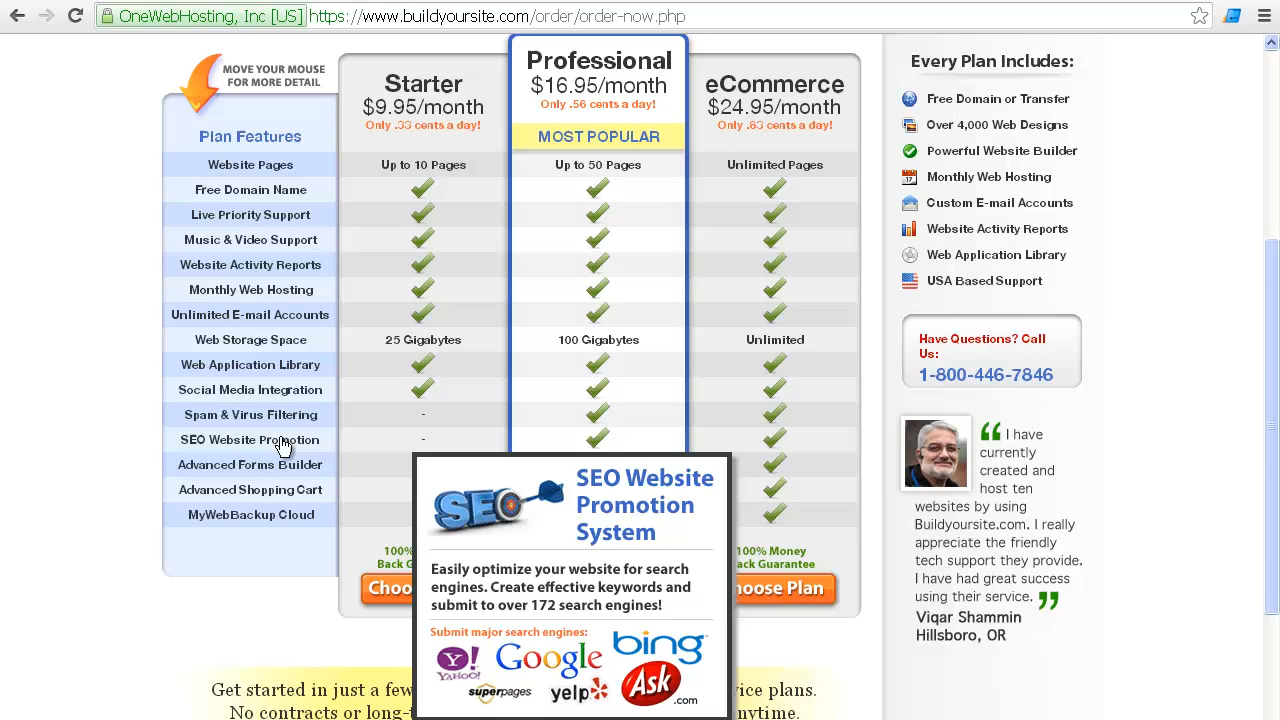 OneWebHosting, Inc [US] https://www.buildyoursite.com/order/order-now.php
MOVE YOUR MOUSE
FOR MORE DETAIL
Plan Features
Website Pages
Free Domain Name
Live Priority Support
Music & Video Support
Website Activity Reports
Monthly Web Hosting
Unlimited E-mail Accounts
Web Storage Space
Web Application Library
Social Media Integration
Spam & Virus Filtering
SEO Website Promotion
Advanced Forms Builder
Advanced Shopping Cart
MyWebBackup Cloud
Starter
$9.95/month
Only .33 cents a day!
Up to 10 Pages
25 Gigabytes
-
-
100%
Back G
Choo
Professional
$16.95/month
Only .56 cents a day!
MOST POPULAR
Up to 50 Pages
100 Gigabytes
eCommerce
$24.95/month
Only .83 cents a day!
Unlimited Pages
Unlimited
100% Money
ack Guarantee
hoose Plan
SEO
SEO Website
Promotion
System
Easily optimize your website for search
engines. Create effective keywords and
submit to over 172 search engines!
Submit major search engines:
Y!
YAHOO!
Google
bing
superpages
yelp
Ask
.com
Get started in just a few
vice plans.
No contracts or long-t
anytime.
Every Plan Includes:
Free Domain or Transfer
Over 4,000 Web Designs
Powerful Website Builder
17
Monthly Web Hosting
Custom E-mail Accounts
Website Activity Reports
Web Application Library
USA Based Support
Have Questions? Call
Us:
1-800-446-7846
“ I have
currently
created and
host ten
websites by using
Buildyoursite.com. I really
appreciate the friendly
tech support they provide.
I have had great success
using their service. ”
Viqar Shammin
Hillsboro, OR